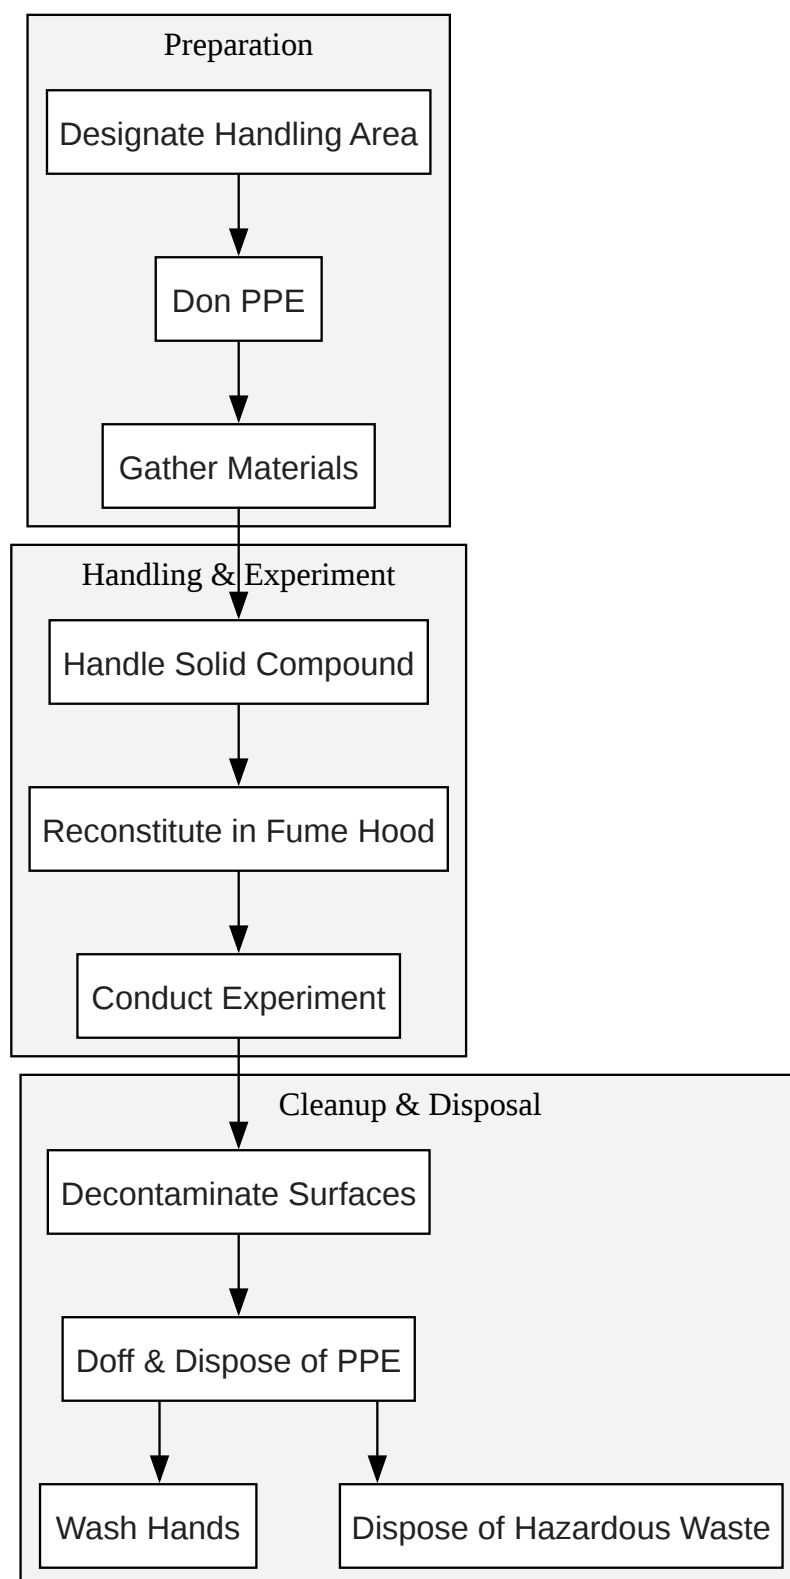 Preparation
Designate Handling Area
Don PPE
Gather Materials
Handling & Experiment
Handle Solid Compound
Reconstitute in Fume Hood
Conduct Experiment
Cleanup & Disposal
Decontaminate Surfaces
Doff & Dispose of PPE
Wash Hands
Dispose of Hazardous Waste